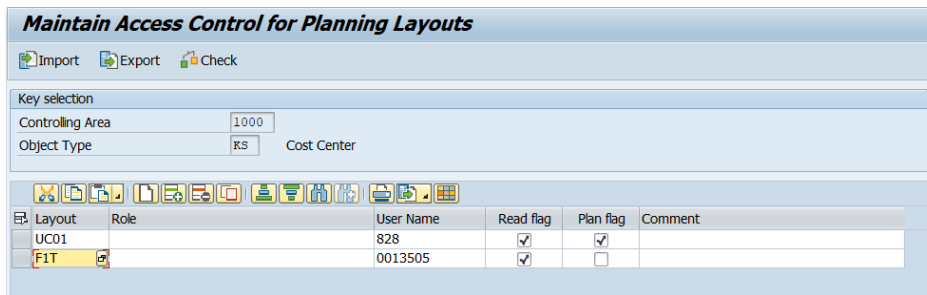 Maintain Access Control for Planning Layouts
Import Export Check
Key selection
Controlling Area 1000
Object Type KS Cost Center
Layout Role User Name Read flag Plan flag Comment
UC01 828
F1T 0013505